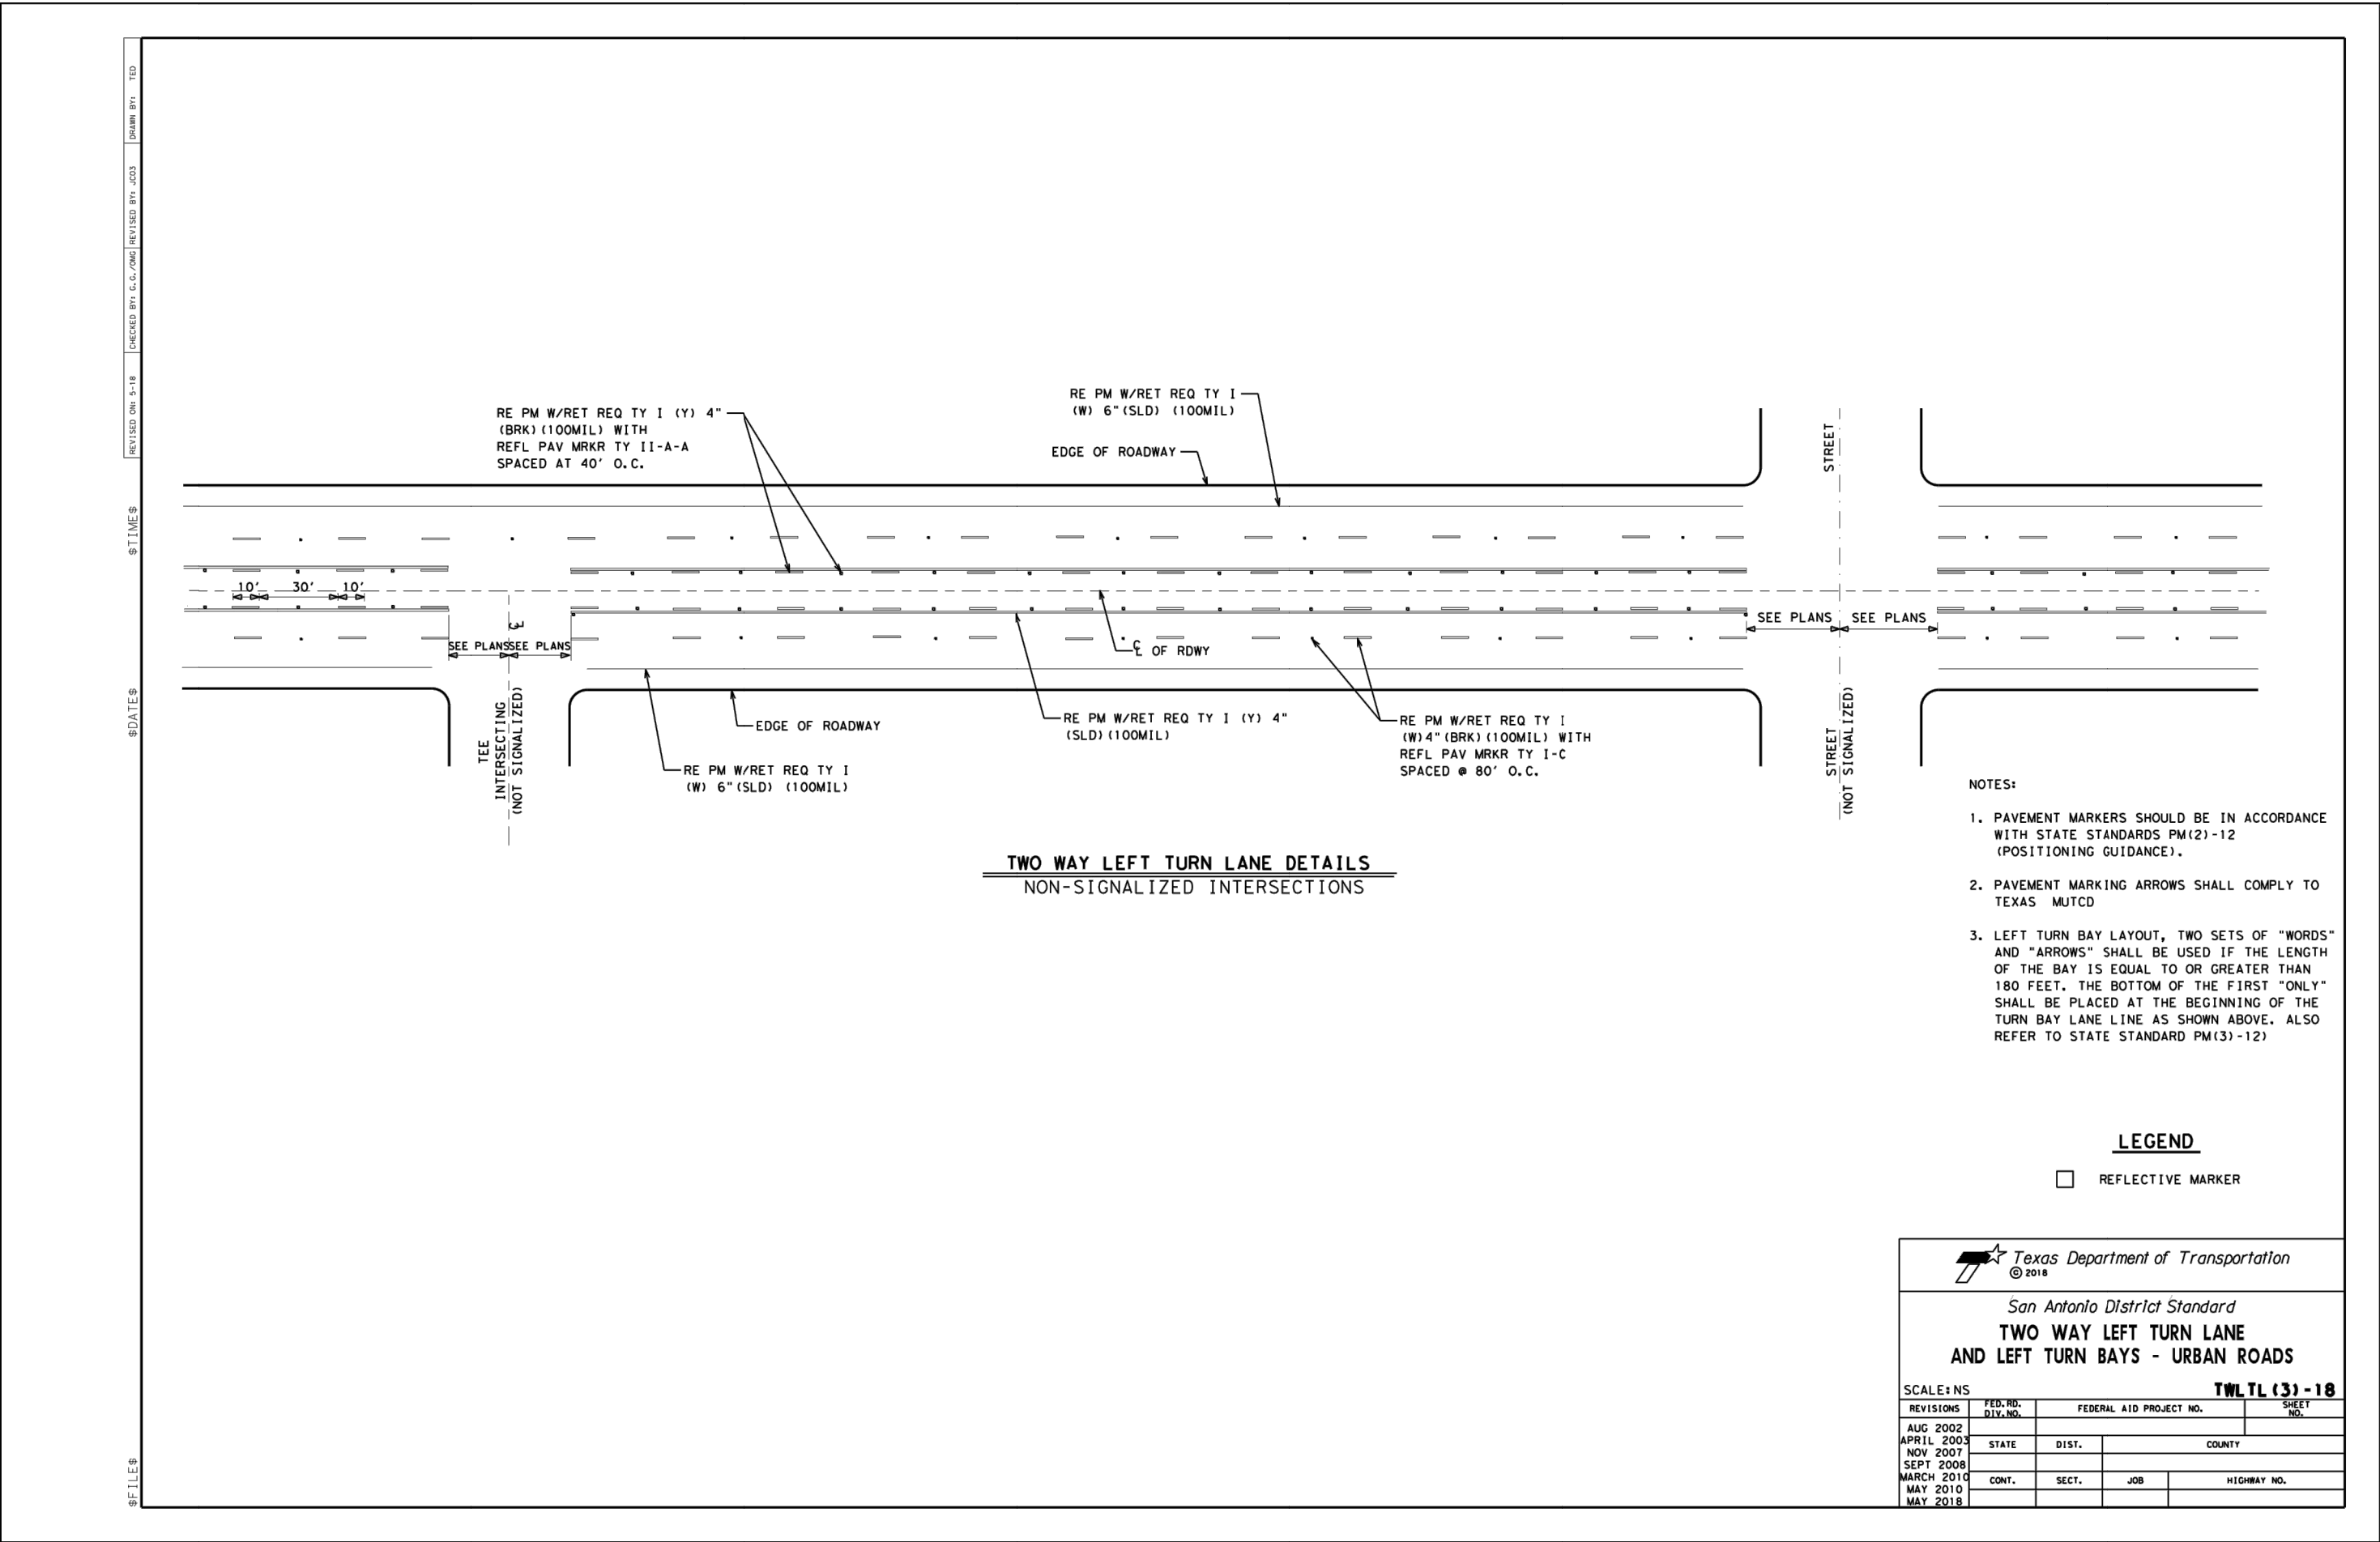 DRAWN BY: TED
REVISED BY: JC03
CHECKED BY: G.G./OMG
REVISED ON: 5-18
$TIME$
$DATE$
$FILE$
RE PM W/RET REQ TY I (Y) 4"
(BRK)(100MIL) WITH
REFL PAV MRKR TY II-A-A
SPACED AT 40' O.C.
RE PM W/RET REQ TY I
(W) 6"(SLD) (100MIL)
EDGE OF ROADWAY
STREET
10' 30' 10'
SEE PLANS SEE PLANS
℄
SEE PLANS SEE PLANS
℄ OF RDWY
TEE
INTERSECTING
(NOT SIGNALIZED)
EDGE OF ROADWAY
RE PM W/RET REQ TY I
(W) 6"(SLD) (100MIL)
RE PM W/RET REQ TY I (Y) 4"
(SLD)(100MIL)
RE PM W/RET REQ TY I
(W)4"(BRK)(100MIL) WITH
REFL PAV MRKR TY I-C
SPACED @ 80' O.C.
STREET
(NOT SIGNALIZED)
TWO WAY LEFT TURN LANE DETAILS
NON-SIGNALIZED INTERSECTIONS
NOTES:
1. PAVEMENT MARKERS SHOULD BE IN ACCORDANCE
WITH STATE STANDARDS PM(2)-12
(POSITIONING GUIDANCE).
2. PAVEMENT MARKING ARROWS SHALL COMPLY TO
TEXAS MUTCD
3. LEFT TURN BAY LAYOUT, TWO SETS OF "WORDS"
AND "ARROWS" SHALL BE USED IF THE LENGTH
OF THE BAY IS EQUAL TO OR GREATER THAN
180 FEET. THE BOTTOM OF THE FIRST "ONLY"
SHALL BE PLACED AT THE BEGINNING OF THE
TURN BAY LANE LINE AS SHOWN ABOVE. ALSO
REFER TO STATE STANDARD PM(3)-12)
LEGEND
REFLECTIVE MARKER
Texas Department of Transportation
© 2018
San Antonio District Standard
TWO WAY LEFT TURN LANE
AND LEFT TURN BAYS - URBAN ROADS
SCALE: NS TWLTL(3)-18
REVISIONS
FED.RD.
DIV.NO.
FEDERAL AID PROJECT NO.
SHEET
NO.
AUG 2002
APRIL 2003
NOV 2007
SEPT 2008
MARCH 2010
MAY 2010
MAY 2018
STATE DIST. COUNTY
CONT. SECT. JOB HIGHWAY NO.